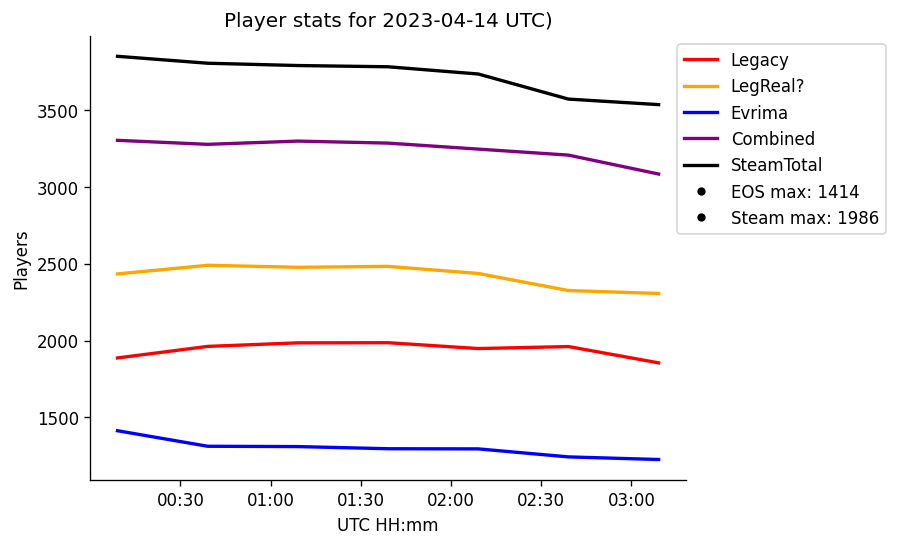 Player stats for 2023-04-14 UTC)
Legacy
LegReal?
Evrima
Combined
SteamTotal
EOS max: 1414
Steam max: 1986
Players
3500
3000
2500
2000
1500
00:30 01:00 01:30 02:00 02:30 03:00
UTC HH:mm